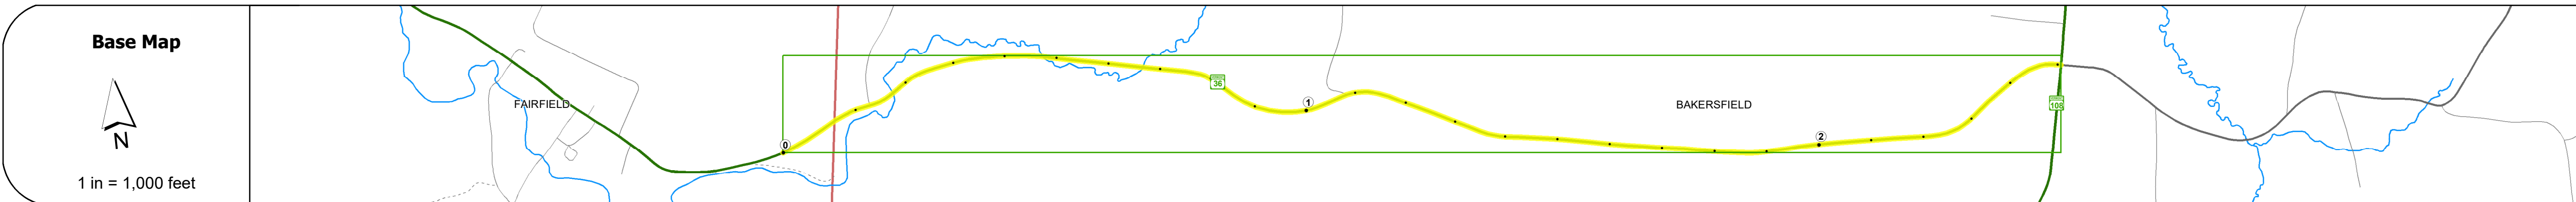 Base Map
N
1 in = 1,000 feet
FAIRFIELD
0
36
1
BAKERSFIELD
2
108